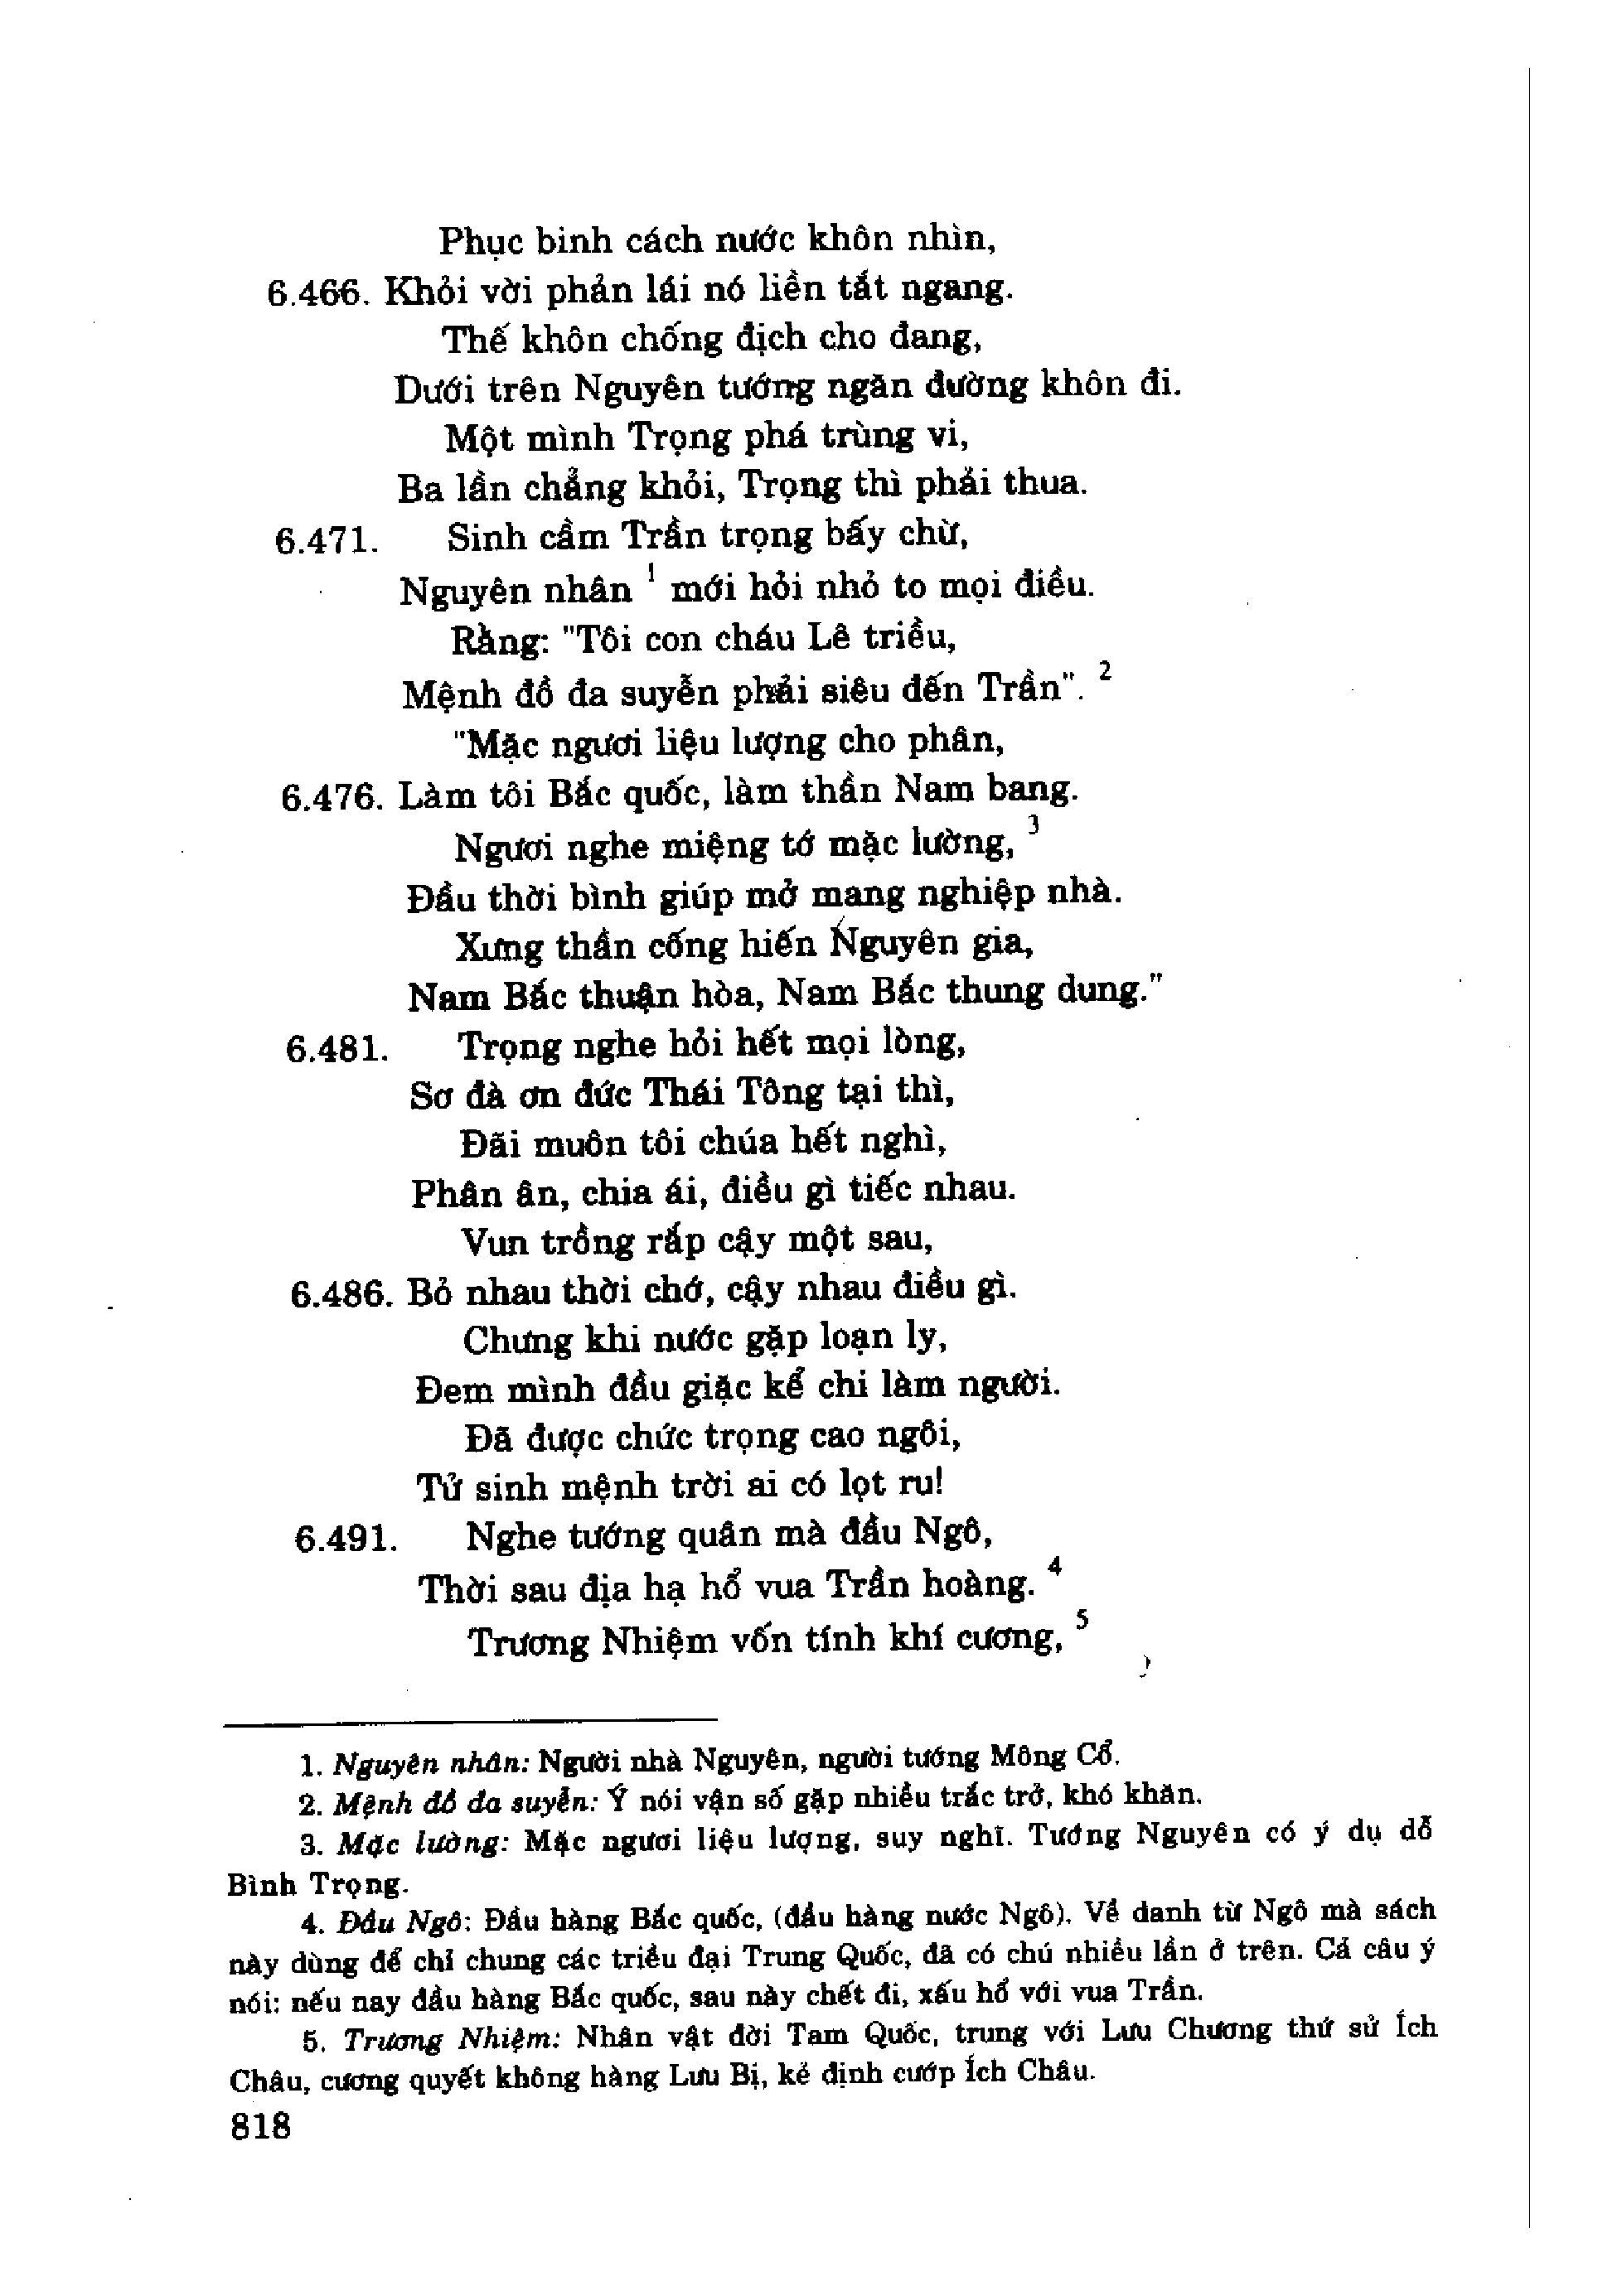 Phục binh cách nước khôn nhìn,
6.466. Khỏi vời phản lái nó liền tắt ngang.
Thế khôn chống địch cho đang,
Dưới trên Nguyên tướng ngăn đường khôn đi.
Một mình Trọng phá trùng vi,
Ba lần chẳng khỏi, Trọng thì phải thua.
6.471. Sinh cầm Trần trọng bấy chừ,
Nguyên nhân 1 mới hỏi nhỏ to mọi điều.
Rằng: "Tôi con cháu Lê triều,
Mệnh đồ đa suyễn phải siêu đến Trần". 2
"Mặc ngươi liệu lượng cho phân,
6.476. Làm tôi Bắc quốc, làm thần Nam bang.
Ngươi nghe miệng tớ mặc lường, 3
Đầu thời bình giúp mở mang nghiệp nhà.
Xưng thần cống hiến Nguyên gia,
Nam Bắc thuận hòa, Nam Bắc thung dung."
6.481. Trọng nghe hỏi hết mọi lòng,
Sơ đà ơn đức Thái Tông tại thì,
Đãi muôn tôi chúa hết nghì,
Phân ân, chia ái, điều gì tiếc nhau.
Vun trồng rắp cậy một sau,
6.486. Bỏ nhau thời chớ, cậy nhau điều gì.
Chưng khi nước gặp loạn ly,
Đem mình đầu giặc kể chi làm người.
Đã được chức trọng cao ngôi,
Tử sinh mệnh trời ai có lọt ru!
6.491. Nghe tướng quân mà đầu Ngô,
Thời sau địa hạ hổ vua Trần hoàng. 4
Trương Nhiệm vốn tính khí cương, 5
1. Nguyên nhân: Người nhà Nguyên, người tướng Mông Cổ.
2. Mệnh đồ đa suyễn: Ý nói vận số gặp nhiều trắc trở, khó khăn.
3. Mặc lường: Mặc ngươi liệu lượng, suy nghĩ. Tướng Nguyên có ý dụ dỗ
Bình Trọng.
4. Đầu Ngô: Đầu hàng Bắc quốc, (đầu hàng nước Ngô). Về danh từ Ngô mà sách
này dùng để chỉ chung các triều đại Trung Quốc, đã có chú nhiều lần ở trên. Cả câu ý
nói: nếu nay đầu hàng Bắc quốc, sau này chết đi, xấu hổ với vua Trần.
5. Trương Nhiệm: Nhân vật đời Tam Quốc, trung với Lưu Chương thứ sử Ích
Châu, cương quyết không hàng Lưu Bị, kẻ định cướp Ích Châu.
818